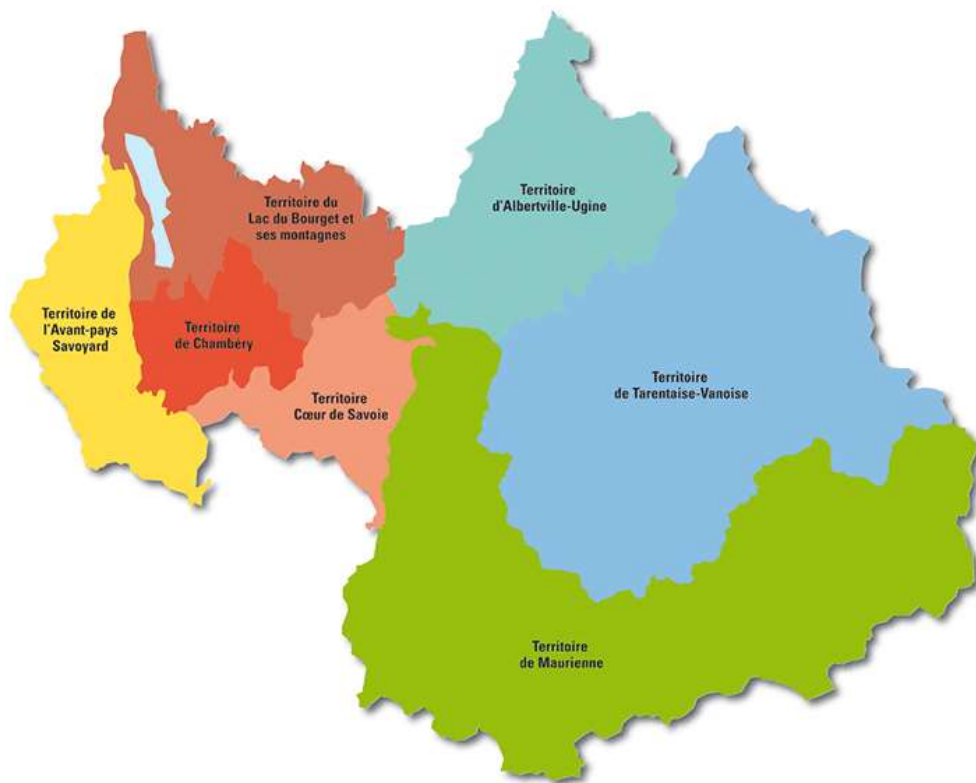 Territoire
d'Albertville-Ugine
Territoire du
Lac du Bourget et
ses montagnes
Territoire de
l'Avant-pays
Savoyard
Territoire
de Chambéry
Territoire
Cœur de Savoie
Territoire
de Tarentaise-Vanoise
Territoire
de Maurienne